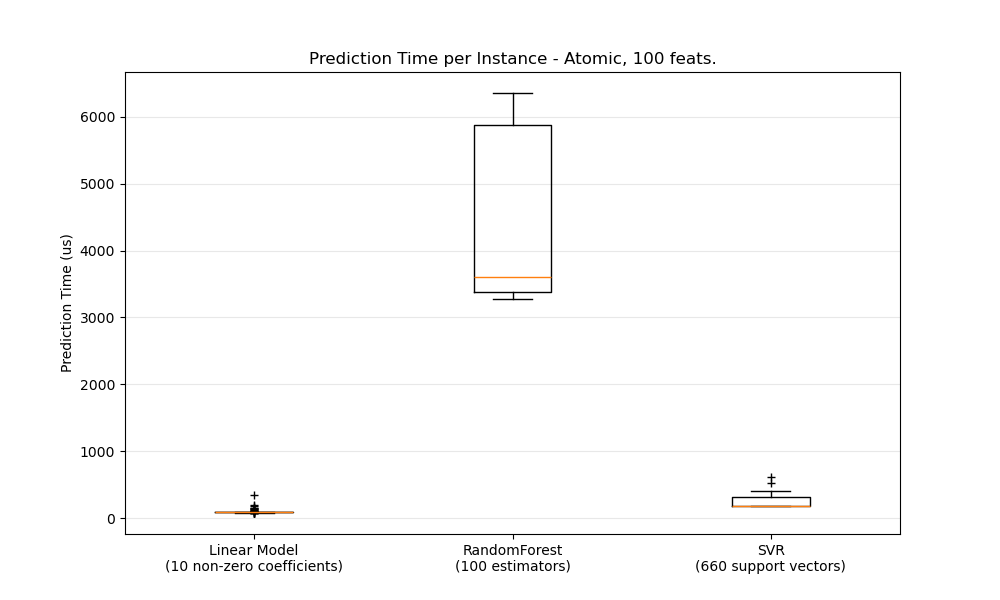 Prediction Time per Instance - Atomic, 100 feats.
Prediction Time (us)
6000
5000
4000
3000
2000
1000
0
Linear Model
(10 non-zero coefficients)
RandomForest
(100 estimators)
SVR
(660 support vectors)